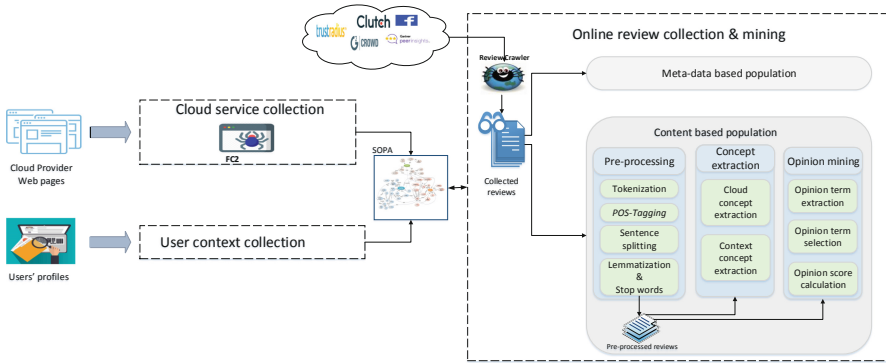 trustradius
Clutch
G2 CROWD
Gartner
peerinsights
Online review collection & mining
ReviewCrawler
Meta-data based population
Cloud service collection
FC2
Cloud Provider
Web pages
SOPA
Collected
reviews
Content based population
Pre-processing
Tokenization
POS-Tagging
Sentence
splitting
Lemmatization
&
Stop words
Concept
extraction
Cloud
concept
extraction
Context
concept
extraction
Opinion mining
Opinion term
extraction
Opinion term
selection
Opinion score
calculation
Pre-processed reviews
User context collection
Users' profiles